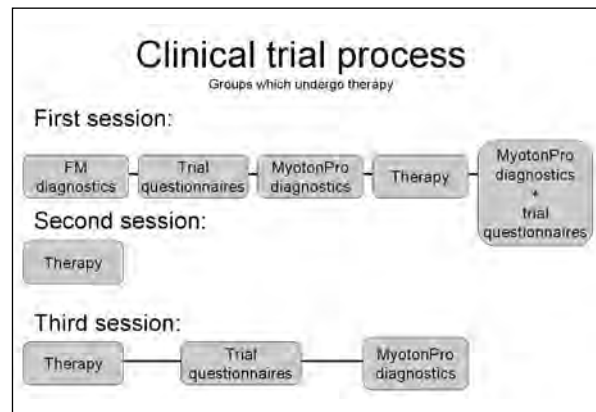 Clinical trial process
Groups which undergo therapy
First session:
FM
diagnostics
Trial
questionnaires
MyotonPro
diagnostics
Therapy
MyotonPro
diagnostics
+
trial
questionnaires
Second session:
Therapy
Third session:
Therapy
Trial
questionnaires
MyotonPro
diagnostics